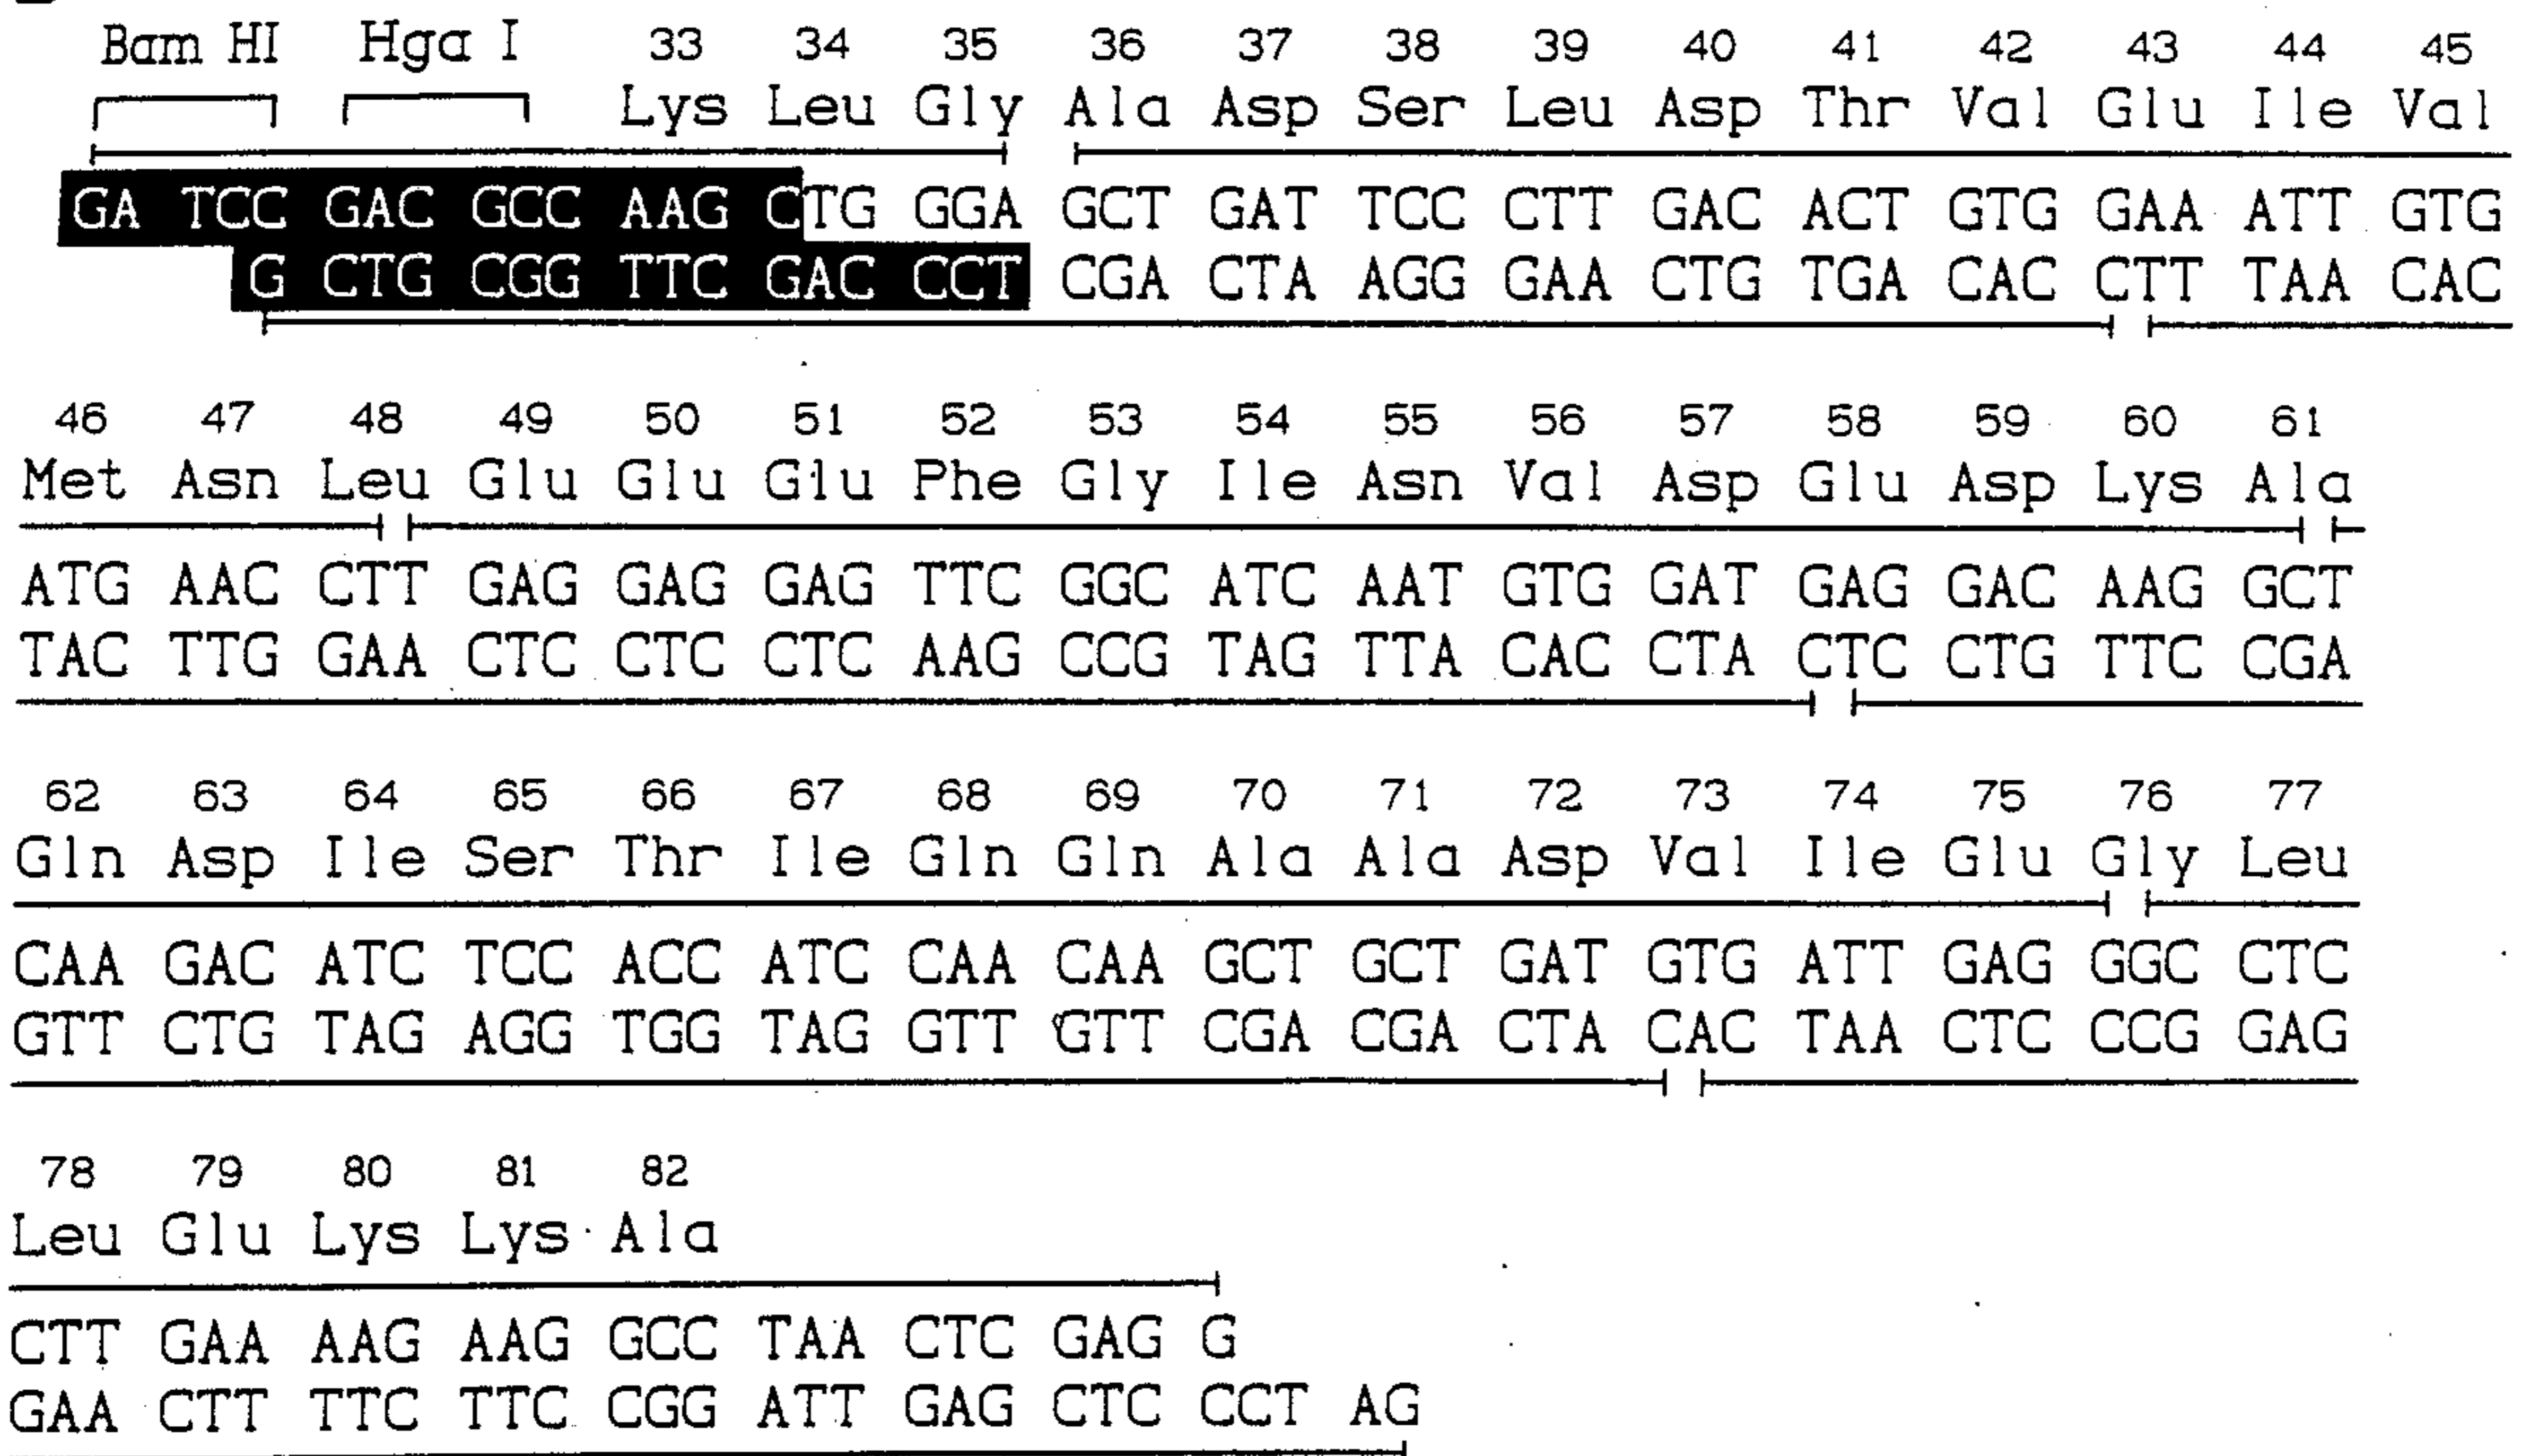 Bam HI Hga I 33 34 35 36 37 38 39 40 41 42 43 44 45
Lys Leu Gly Ala Asp Ser Leu Asp Thr Val Glu Ile Val
GA TCC GAC GCC AAG CTG GGA GCT GAT TCC CTT GAC ACT GTG GAA ATT GTG
G CTG CGG TTC GAC CCT CGA CTA AGG GAA CTG TGA CAC CTT TAA CAC
46 47 48 49 50 51 52 53 54 55 56 57 58 59 60 61
Met Asn Leu Glu Glu Glu Phe Gly Ile Asn Val Asp Glu Asp Lys Ala
ATG AAC CTT GAG GAG GAG TTC GGC ATC AAT GTG GAT GAG GAC AAG GCT
TAC TTG GAA CTC CTC CTC AAG CCG TAG TTA CAC CTA CTC CTG TTC CGA
62 63 64 65 66 67 68 69 70 71 72 73 74 75 76 77
Gln Asp Ile Ser Thr Ile Gln Gln Ala Ala Asp Val Ile Glu Gly Leu
CAA GAC ATC TCC ACC ATC CAA CAA GCT GCT GAT GTG ATT GAG GGC CTC
GTT CTG TAG AGG TGG TAG GTT GTT CGA CGA CTA CAC TAA CTC CCG GAG
78 79 80 81 82
Leu Glu Lys Lys Ala
CTT GAA AAG AAG GCC TAA CTC GAG G
GAA CTT TTC TTC CGG ATT GAG CTC CCT AG